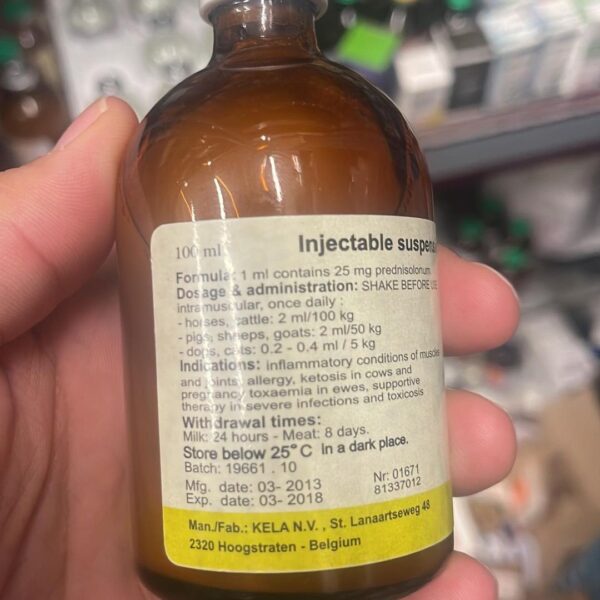 100 ml
Injectable suspens
Formula: 1 ml contains 25 mg prednisolonum.
Dosage & administration: SHAKE BEFORE USE
intramuscular, once daily :
- horses, cattle: 2 ml/100 kg
- pigs, sheeps, goats: 2 ml/50 kg
- dogs, cats: 0.2 - 0.4 ml / 5 kg
Indications: inflammatory conditions of muscles
and joints, allergy, ketosis in cows and
pregnancy toxaemia in ewes, supportive
therapy in severe infections and toxicosis
Withdrawal times:
Milk: 24 hours - Meat: 8 days.
Store below 25°C In a dark place.
Batch: 19661 . 10
Mfg. date: 03- 2013
Exp. date: 03- 2018
Nr: 01671
81337012
Man./Fab.: KELA N.V. , St. Lanaartseweg 48
2320 Hoogstraten - Belgium